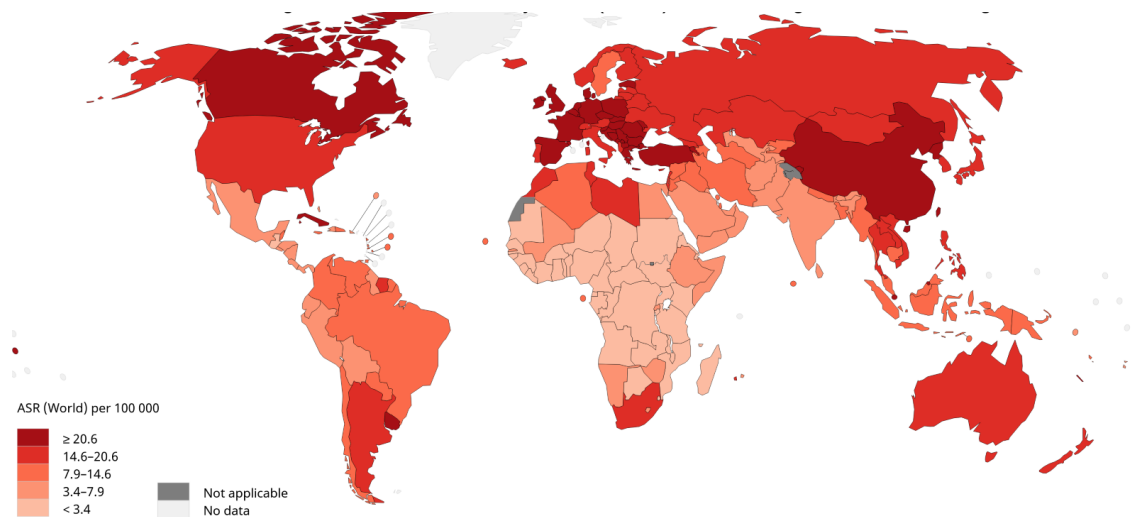 ASR (World) per 100 000
≥ 20.6
14.6–20.6
7.9–14.6
3.4–7.9
< 3.4
Not applicable
No data